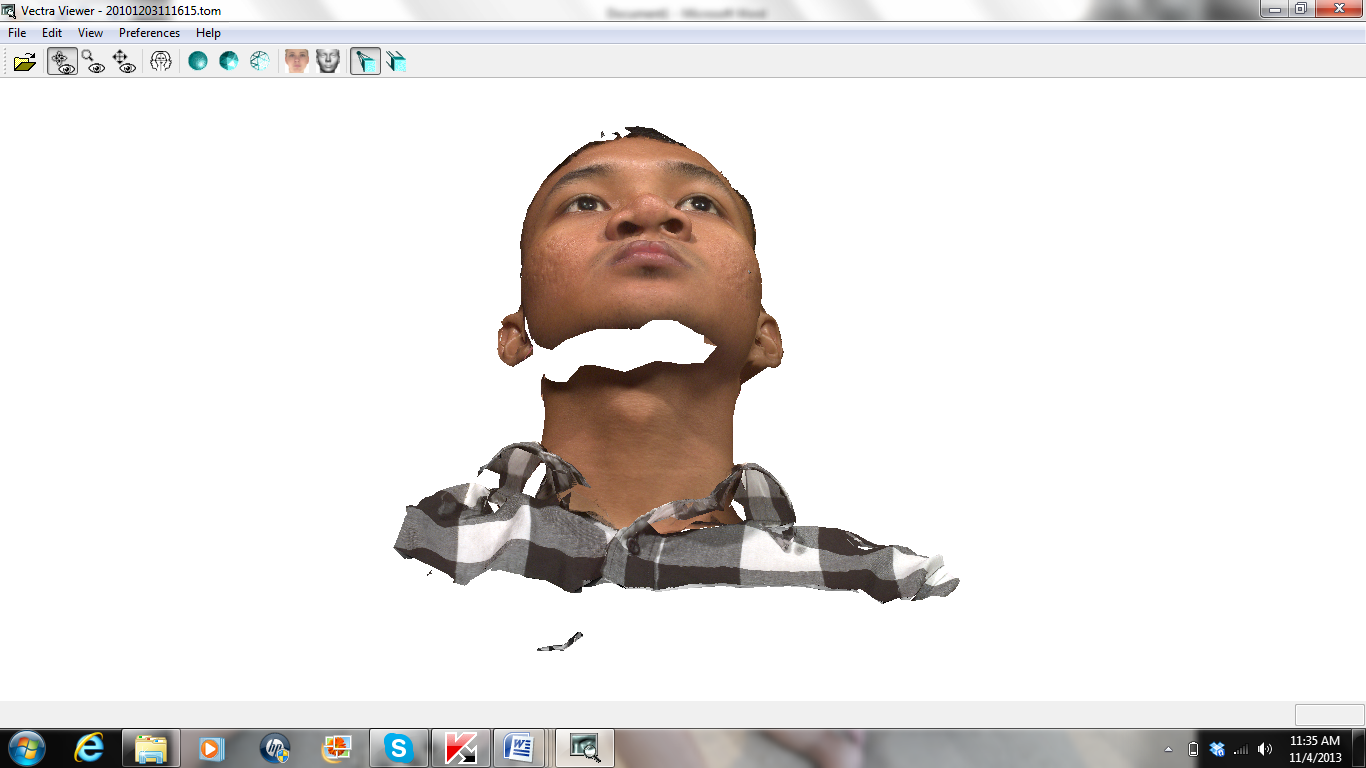 Vectra Viewer - 20101203111615.tom
File Edit View Preferences Help
11:35 AM
11/4/2013